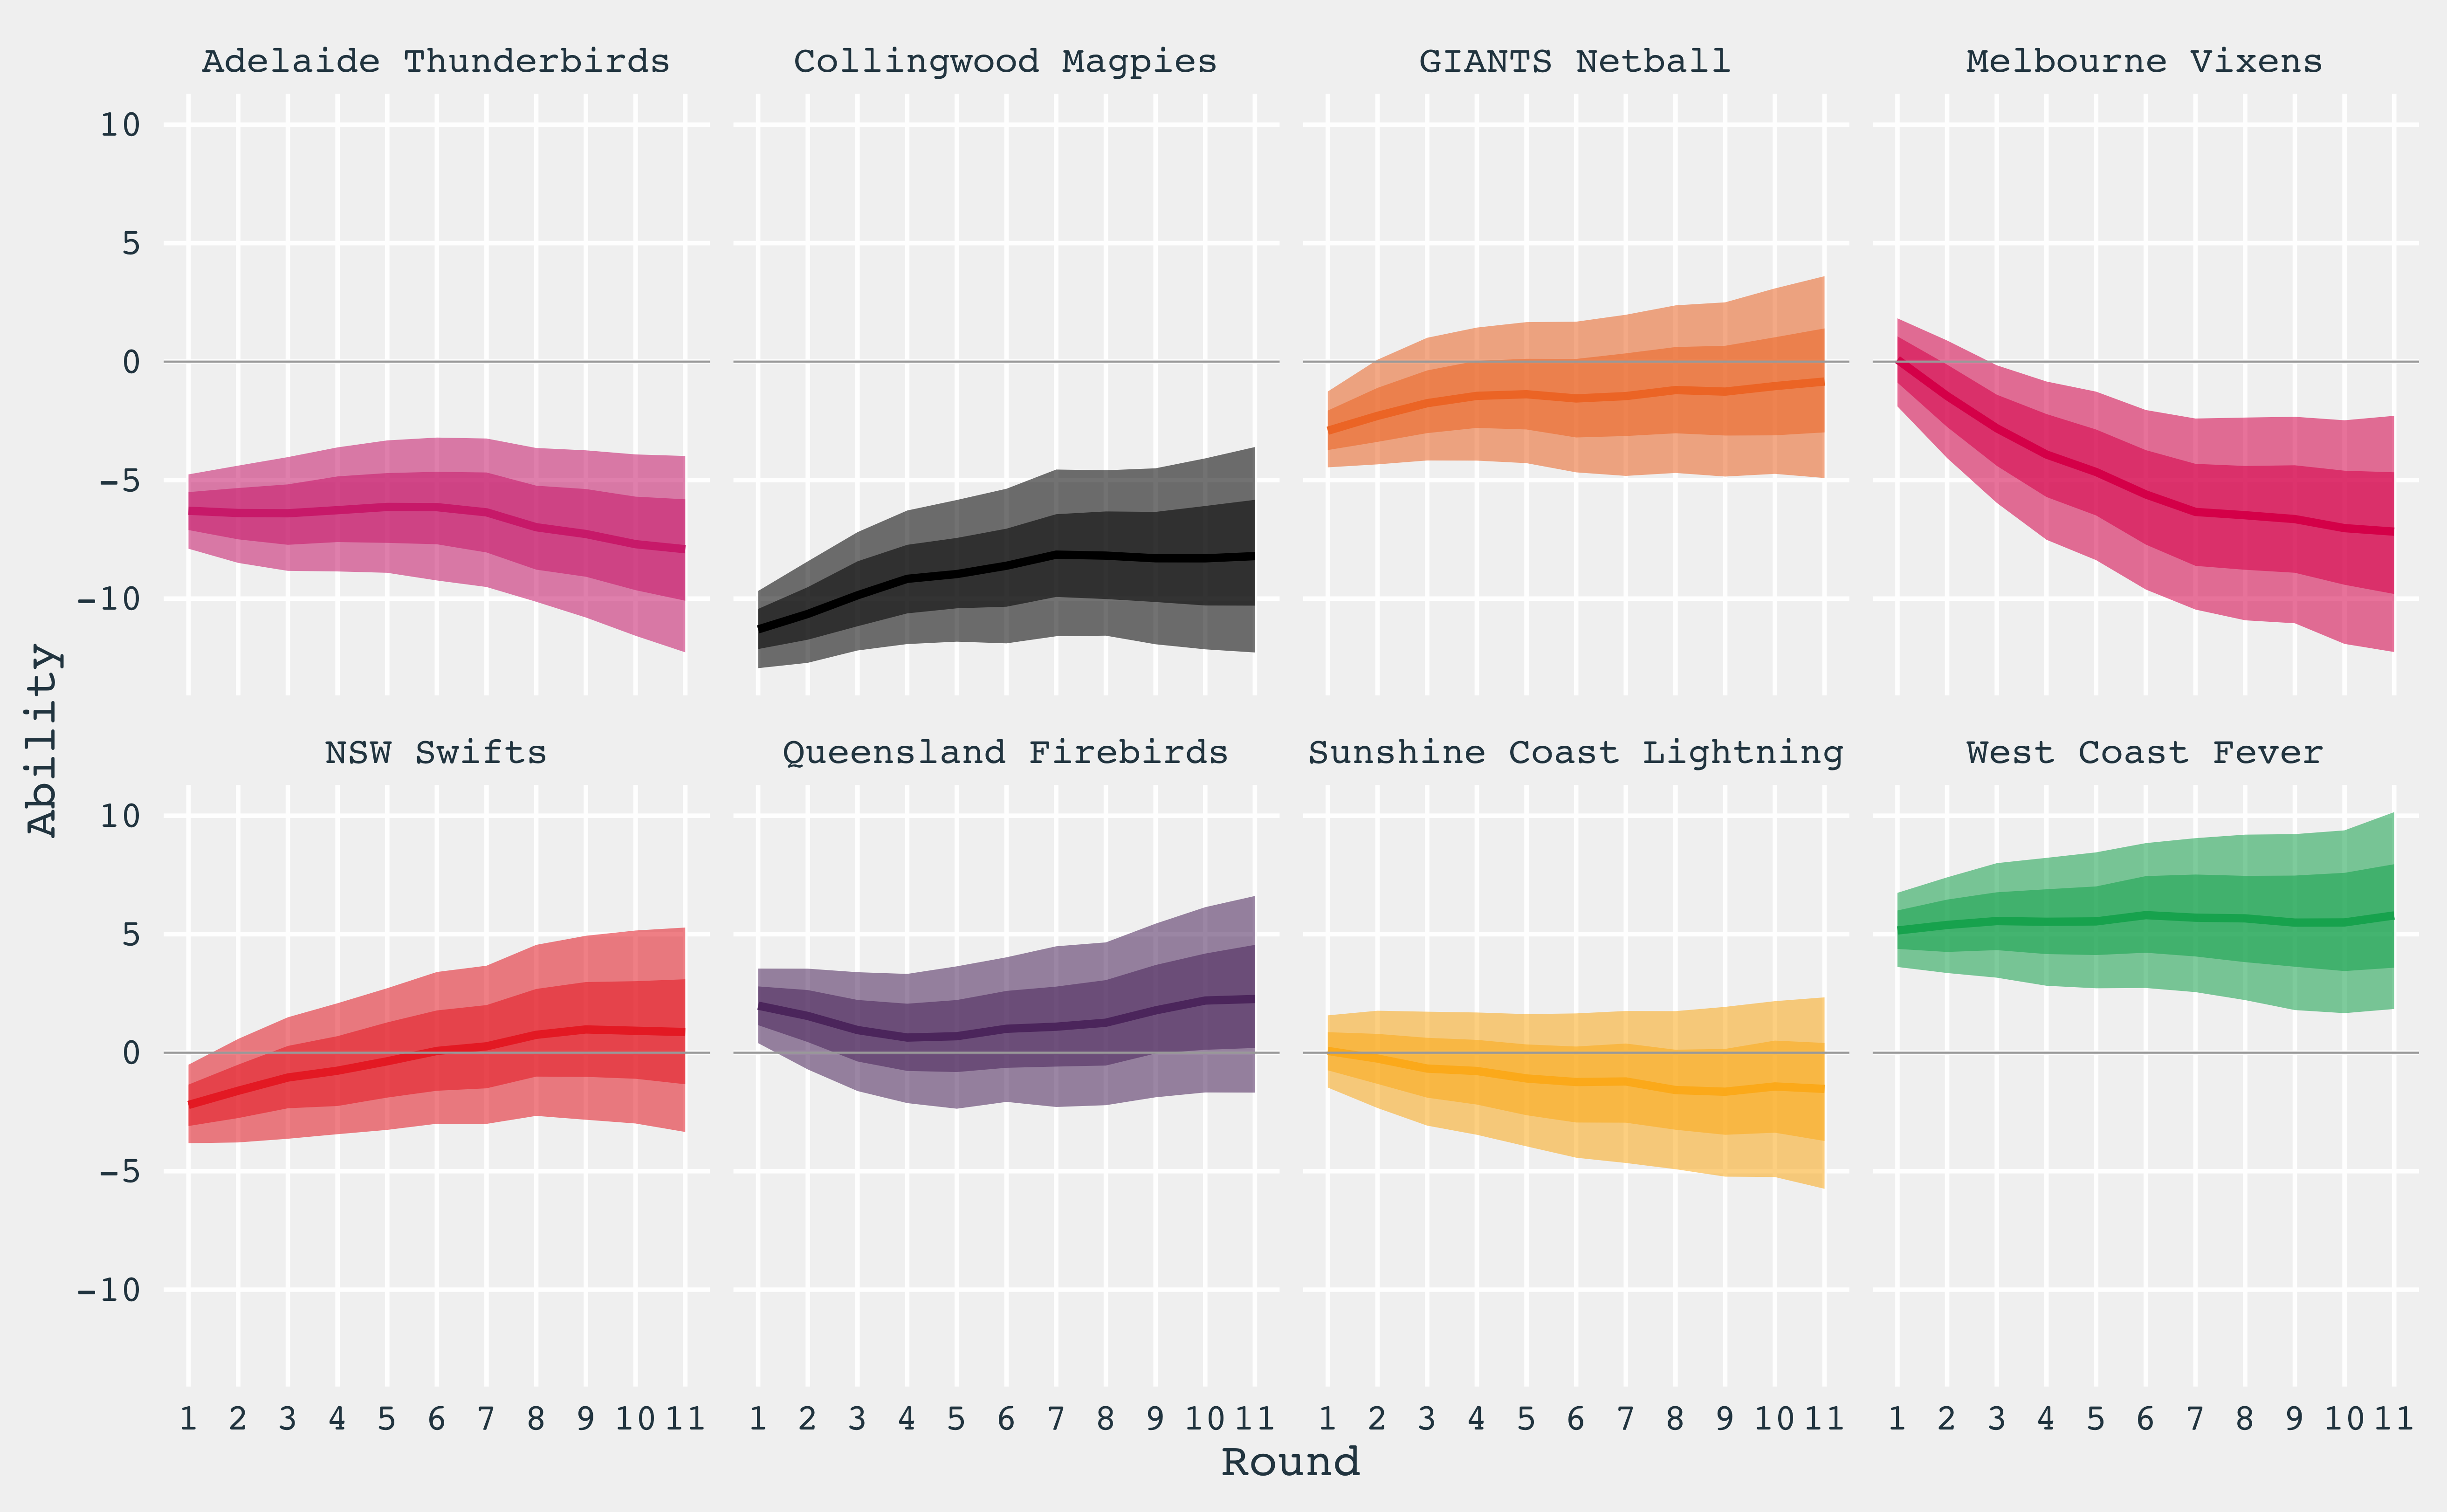 Adelaide Thunderbirds
Collingwood Magpies
GIANTS Netball
Melbourne Vixens
10
5
0
-5
-10
NSW Swifts
Queensland Firebirds
Sunshine Coast Lightning
West Coast Fever
10
5
0
-5
-10
1 2 3 4 5 6 7 8 9 10 11
1 2 3 4 5 6 7 8 9 10 11
1 2 3 4 5 6 7 8 9 10 11
1 2 3 4 5 6 7 8 9 10 11
Round
Ability